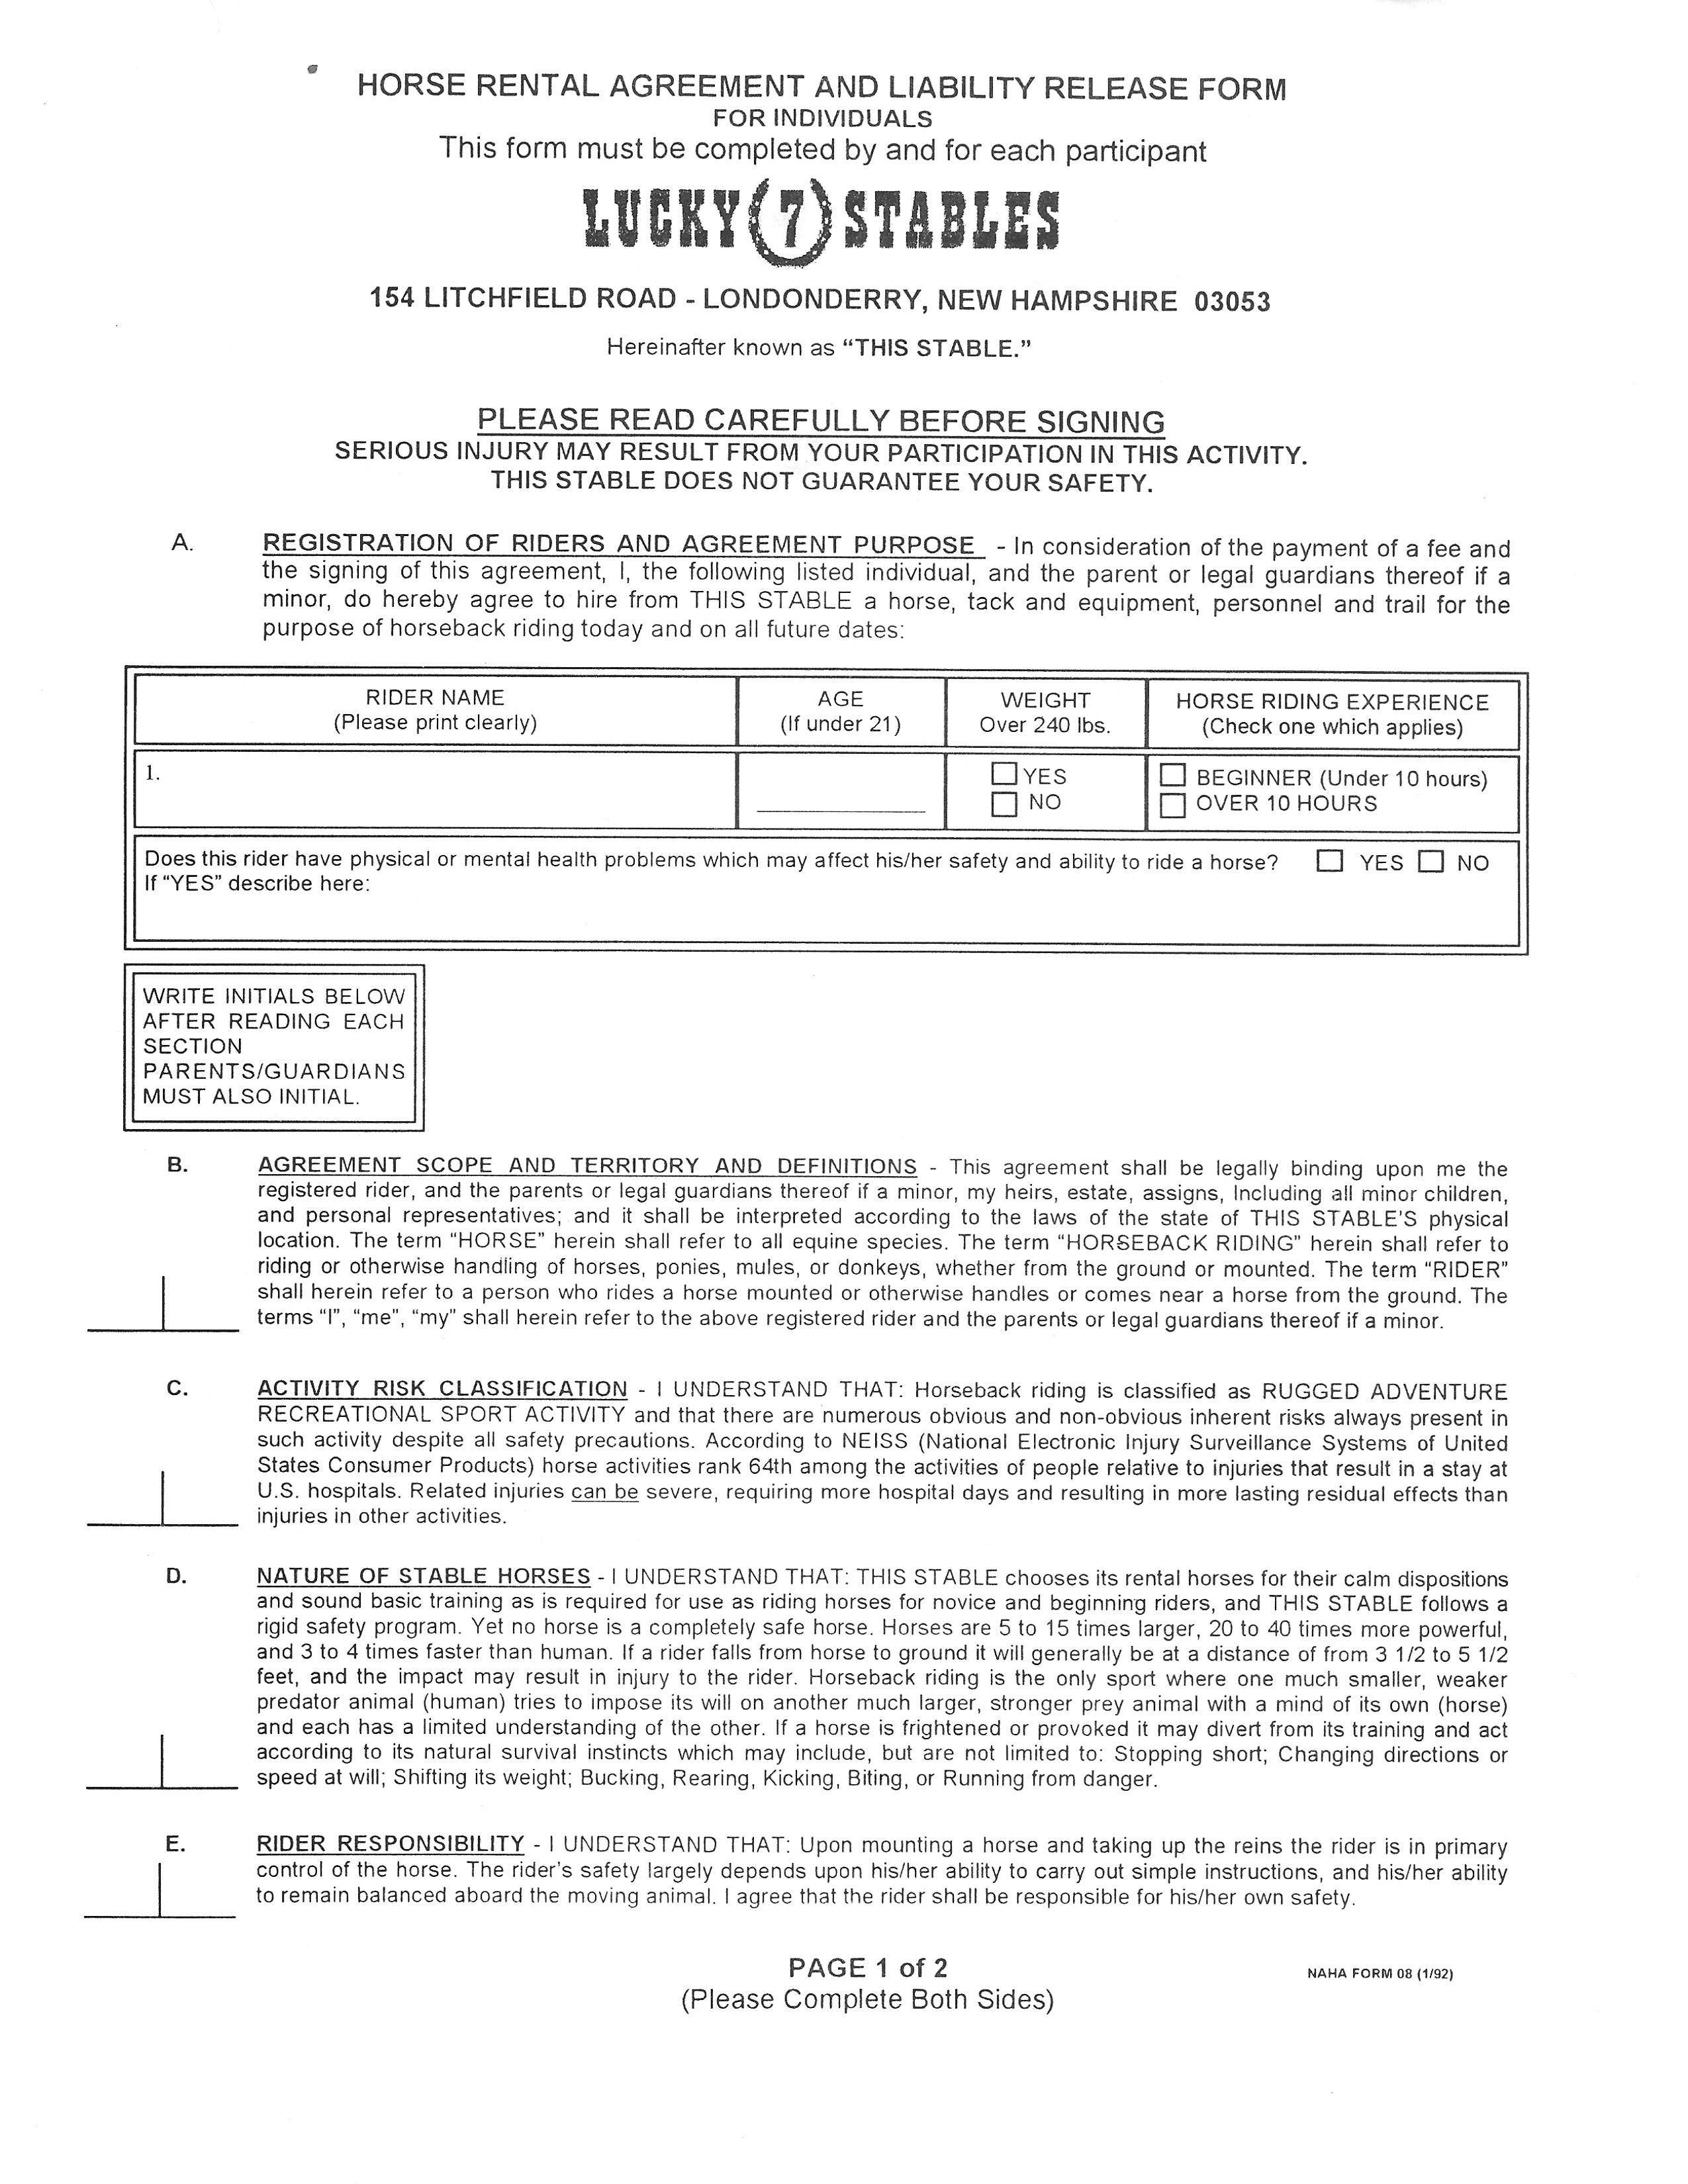 HORSE RENTAL AGREEMENT AND LIABILITY RELEASE FORM
FOR INDIVIDUALS
This form must be completed by and for each participant
LUCKY 7 STABLES
154 LITCHFIELD ROAD - LONDONDERRY, NEW HAMPSHIRE 03053
Hereinafter known as “THIS STABLE.”
PLEASE READ CAREFULLY BEFORE SIGNING
SERIOUS INJURY MAY RESULT FROM YOUR PARTICIPATION IN THIS ACTIVITY.
THIS STABLE DOES NOT GUARANTEE YOUR SAFETY.
A. REGISTRATION OF RIDERS AND AGREEMENT PURPOSE - In consideration of the payment of a fee and
the signing of this agreement, I, the following listed individual, and the parent or legal guardians thereof if a
minor, do hereby agree to hire from THIS STABLE a horse, tack and equipment, personnel and trail for the
purpose of horseback riding today and on all future dates:
RIDER NAME
(Please print clearly)
AGE
(If under 21)
WEIGHT
Over 240 lbs.
HORSE RIDING EXPERIENCE
(Check one which applies)
1.
YES
NO
BEGINNER (Under 10 hours)
OVER 10 HOURS
Does this rider have physical or mental health problems which may affect his/her safety and ability to ride a horse? YES NO
If “YES” describe here:
WRITE INITIALS BELOW
AFTER READING EACH
SECTION
PARENTS/GUARDIANS
MUST ALSO INITIAL.
B. AGREEMENT SCOPE AND TERRITORY AND DEFINITIONS - This agreement shall be legally binding upon me the
registered rider, and the parents or legal guardians thereof if a minor, my heirs, estate, assigns, Including all minor children,
and personal representatives; and it shall be interpreted according to the laws of the state of THIS STABLE'S physical
location. The term “HORSE” herein shall refer to all equine species. The term “HORSEBACK RIDING” herein shall refer to
riding or otherwise handling of horses, ponies, mules, or donkeys, whether from the ground or mounted. The term “RIDER”
shall herein refer to a person who rides a horse mounted or otherwise handles or comes near a horse from the ground. The
terms “I”, “me”, “my” shall herein refer to the above registered rider and the parents or legal guardians thereof if a minor.
C. ACTIVITY RISK CLASSIFICATION - I UNDERSTAND THAT: Horseback riding is classified as RUGGED ADVENTURE
RECREATIONAL SPORT ACTIVITY and that there are numerous obvious and non-obvious inherent risks always present in
such activity despite all safety precautions. According to NEISS (National Electronic Injury Surveillance Systems of United
States Consumer Products) horse activities rank 64th among the activities of people relative to injuries that result in a stay at
U.S. hospitals. Related injuries can be severe, requiring more hospital days and resulting in more lasting residual effects than
injuries in other activities.
D. NATURE OF STABLE HORSES - I UNDERSTAND THAT: THIS STABLE chooses its rental horses for their calm dispositions
and sound basic training as is required for use as riding horses for novice and beginning riders, and THIS STABLE follows a
rigid safety program. Yet no horse is a completely safe horse. Horses are 5 to 15 times larger, 20 to 40 times more powerful,
and 3 to 4 times faster than human. If a rider falls from horse to ground it will generally be at a distance of from 3 1/2 to 5 1/2
feet, and the impact may result in injury to the rider. Horseback riding is the only sport where one much smaller, weaker
predator animal (human) tries to impose its will on another much larger, stronger prey animal with a mind of its own (horse)
and each has a limited understanding of the other. If a horse is frightened or provoked it may divert from its training and act
according to its natural survival instincts which may include, but are not limited to: Stopping short; Changing directions or
speed at will; Shifting its weight; Bucking, Rearing, Kicking, Biting, or Running from danger.
E. RIDER RESPONSIBILITY - I UNDERSTAND THAT: Upon mounting a horse and taking up the reins the rider is in primary
control of the horse. The rider's safety largely depends upon his/her ability to carry out simple instructions, and his/her ability
to remain balanced aboard the moving animal. I agree that the rider shall be responsible for his/her own safety.
PAGE 1 of 2
(Please Complete Both Sides)
NAHA FORM 08 (1/92)